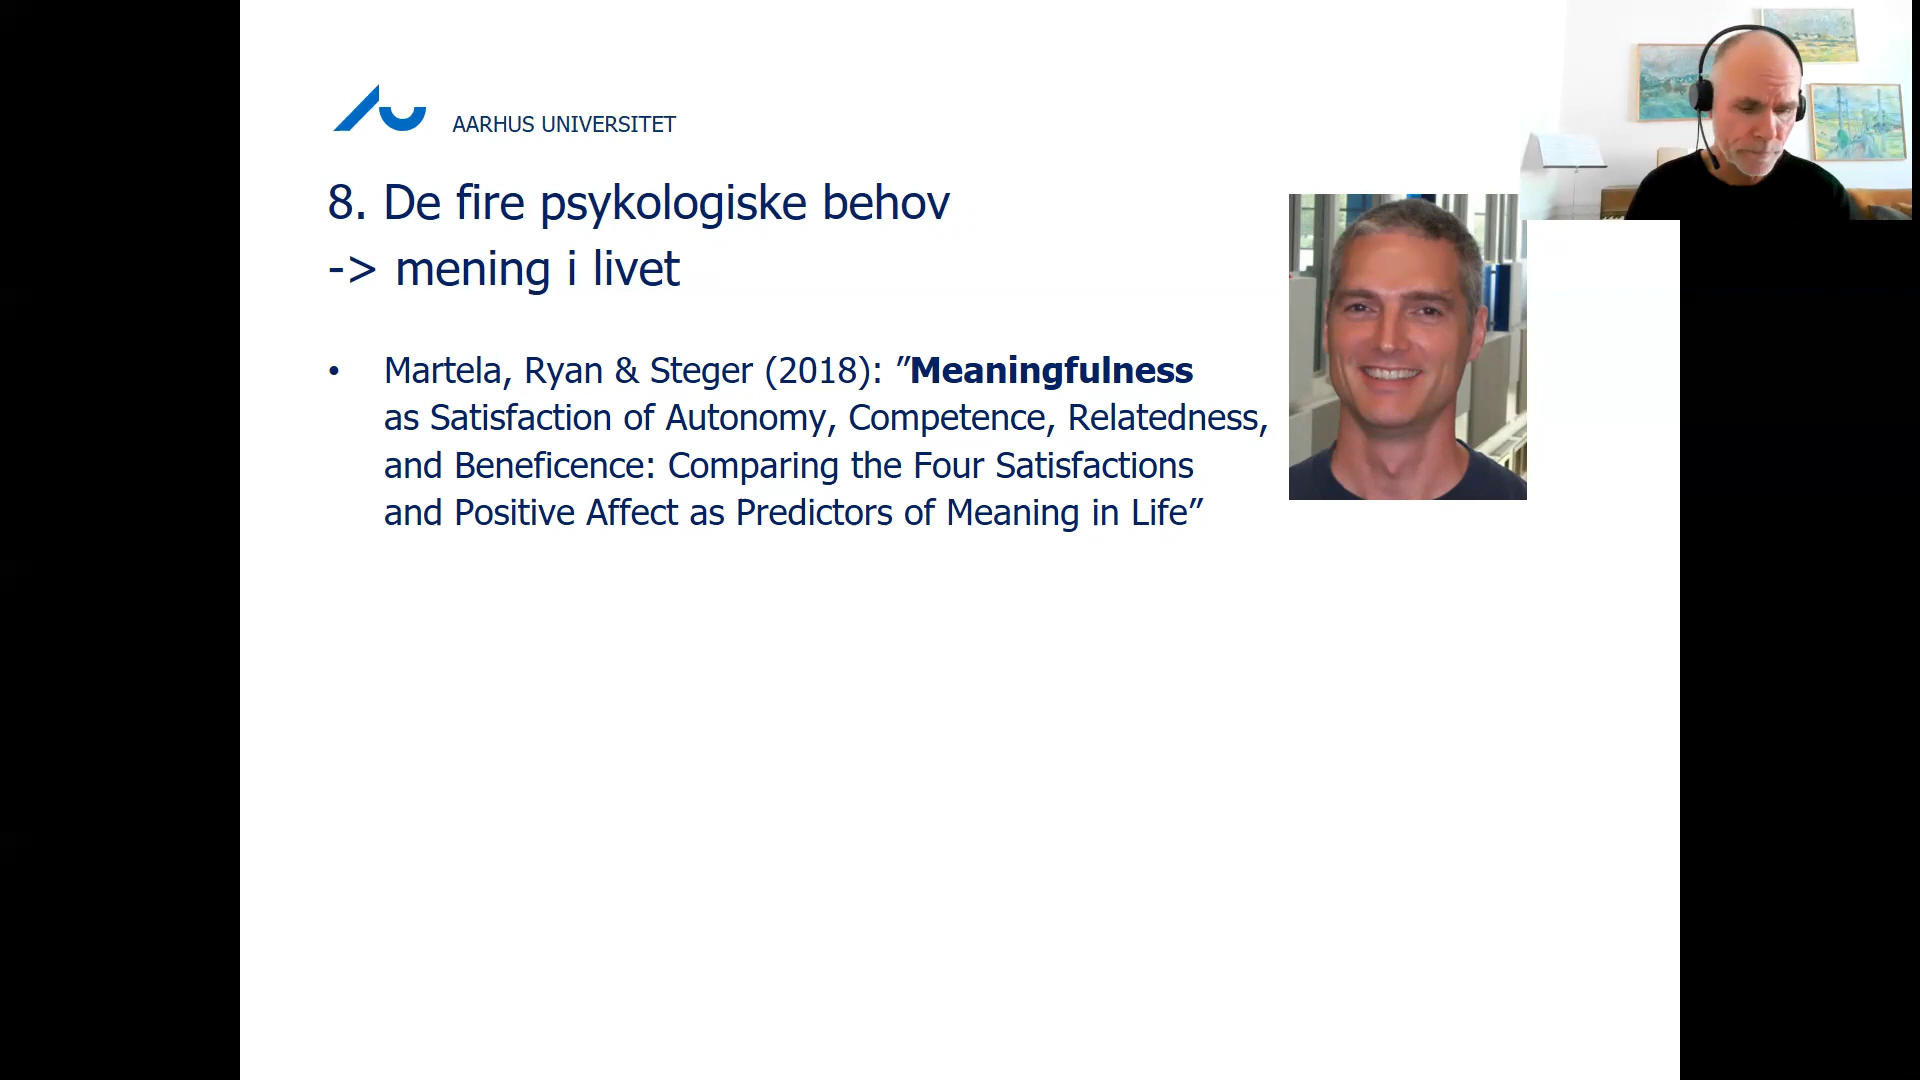 AARHUS UNIVERSITET
8. De fire psykologiske behov
-> mening i livet
• Martela, Ryan & Steger (2018): ”Meaningfulness
as Satisfaction of Autonomy, Competence, Relatedness,
and Beneficence: Comparing the Four Satisfactions
and Positive Affect as Predictors of Meaning in Life”